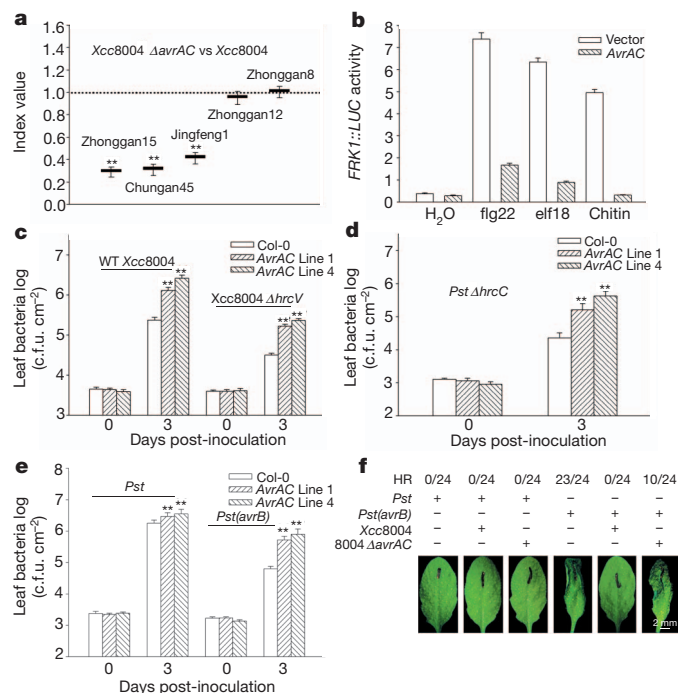 a
Xcc8004 ΔavrAC vs Xcc8004
Index value
1.6
1.4
1.2
1.0
0.8
0.6
0.4
0.2
0.0
Zhonggan8
Zhonggan12
Zhonggan15
Jingfeng1
Chungan45
**
**
**
b
FRK1::LUC activity
8
7
6
5
4
3
2
1
0
Vector
AvrAC
H2O flg22 elf18 Chitin
c
Leaf bacteria log
(c.f.u. cm−2)
7
6
5
4
3
Col-0
AvrAC Line 1
AvrAC Line 4
WT Xcc8004
Xcc8004 ΔhrcV
** **
** **
0 3 0 3
Days post-inoculation
d
Leaf bacteria log
(c.f.u. cm−2)
7
6
5
4
3
2
Col-0
AvrAC Line 1
AvrAC Line 4
Pst ΔhrcC
** **
0 3
Days post-inoculation
e
Leaf bacteria log
(c.f.u. cm−2)
8
7
6
5
4
3
2
Col-0
AvrAC Line 1
AvrAC Line 4
Pst
Pst(avrB)
** **
** **
0 3 0 3
Days post-inoculation
f
HR 0/24 0/24 0/24 23/24 0/24 10/24
Pst + + + − − −
Pst(avrB) − − − + + +
Xcc8004 − + − − + −
8004 ΔavrAC − − + − − +
2 mm